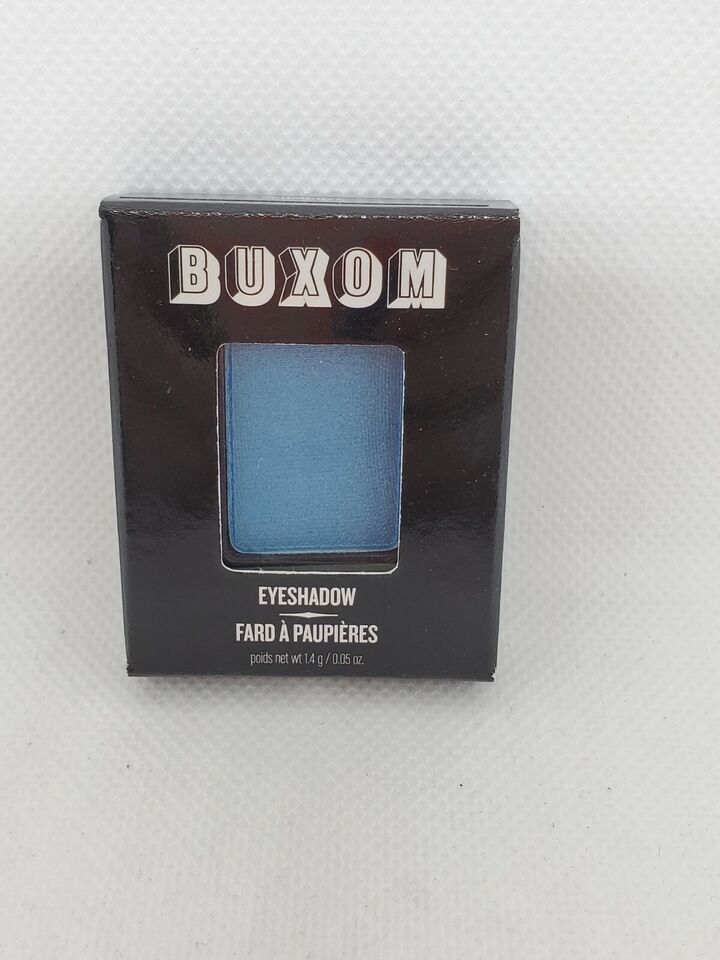 BUXOM
EYESHADOW
FARD À PAUPIÈRES
poids net wt 1.4 g / 0.05 oz.